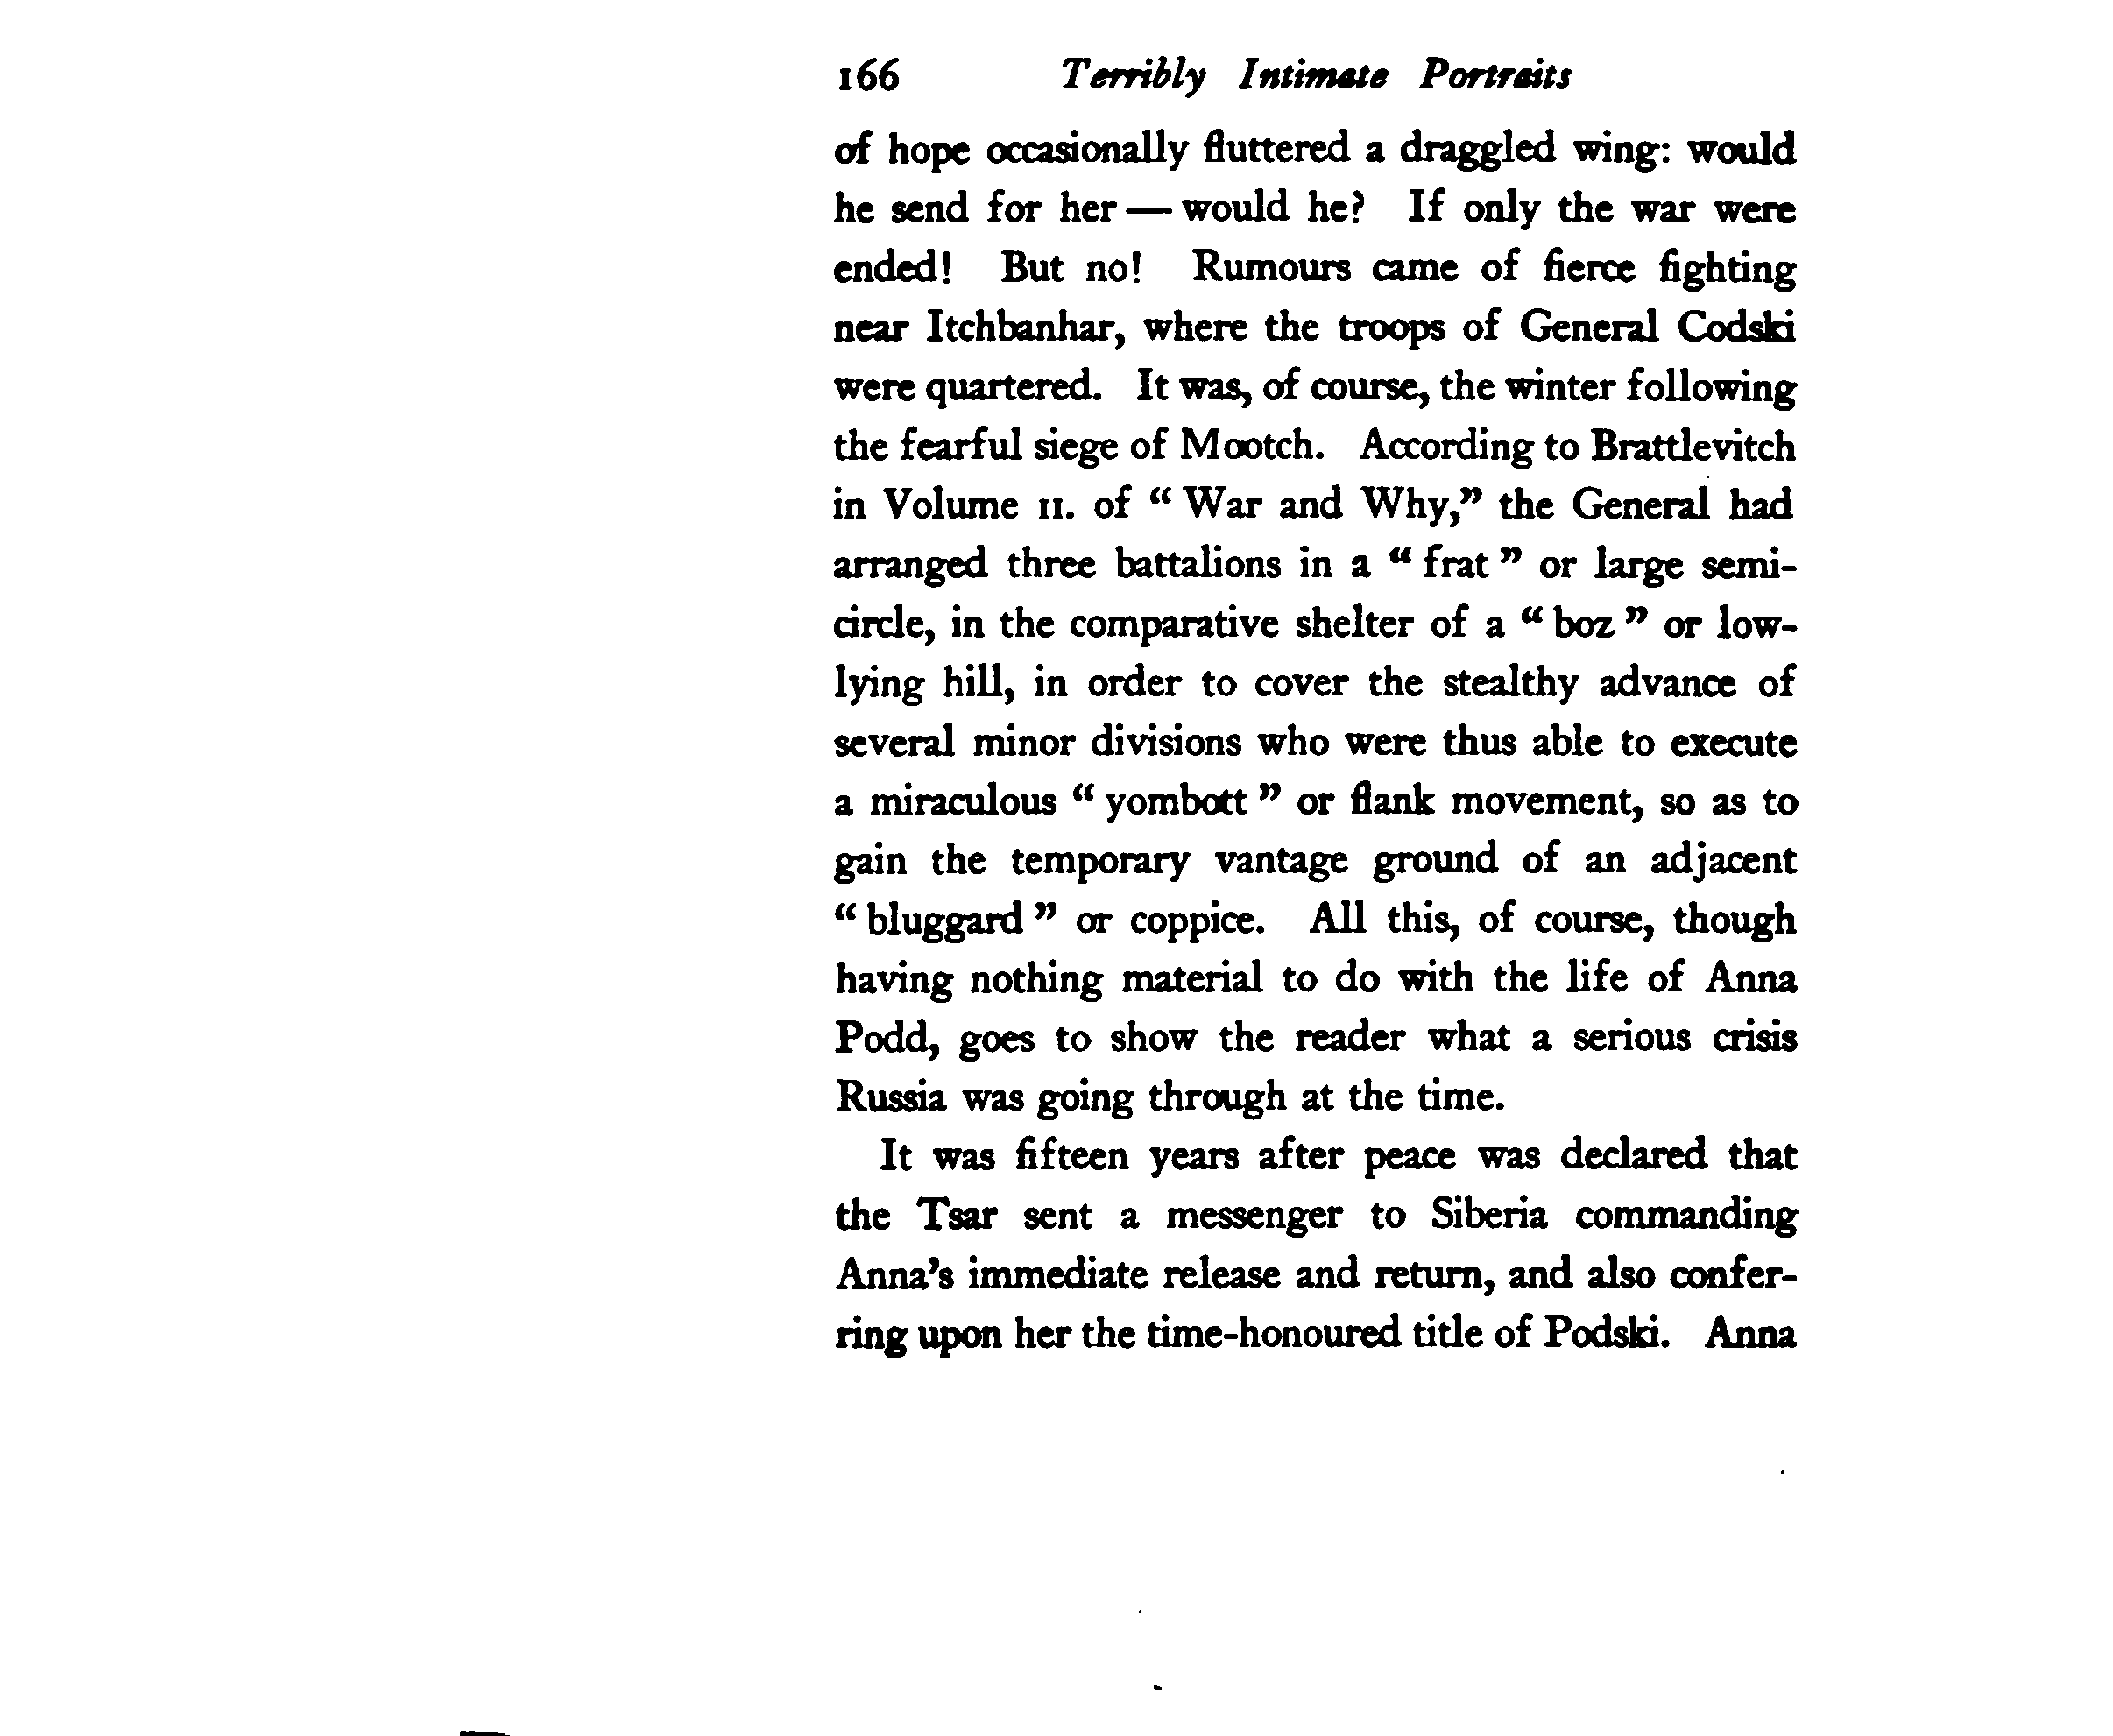 166 Terribly Intimate Portraits
of hope occasionally fluttered a draggled wing: would
he send for her — would he? If only the war were
ended! But no! Rumours came of fierce fighting
near Itchbanhar, where the troops of General Codski
were quartered. It was, of course, the winter following
the fearful siege of Mootch. According to Brattlevitch
in Volume II. of “ War and Why,” the General had
arranged three battalions in a “ frat ” or large semi-
circle, in the comparative shelter of a “ boz ” or low-
lying hill, in order to cover the stealthy advance of
several minor divisions who were thus able to execute
a miraculous “ yombott ” or flank movement, so as to
gain the temporary vantage ground of an adjacent
“ bluggard ” or coppice. All this, of course, though
having nothing material to do with the life of Anna
Podd, goes to show the reader what a serious crisis
Russia was going through at the time.
It was fifteen years after peace was declared that
the Tsar sent a messenger to Siberia commanding
Anna’s immediate release and return, and also confer-
ring upon her the time-honoured title of Podski. Anna